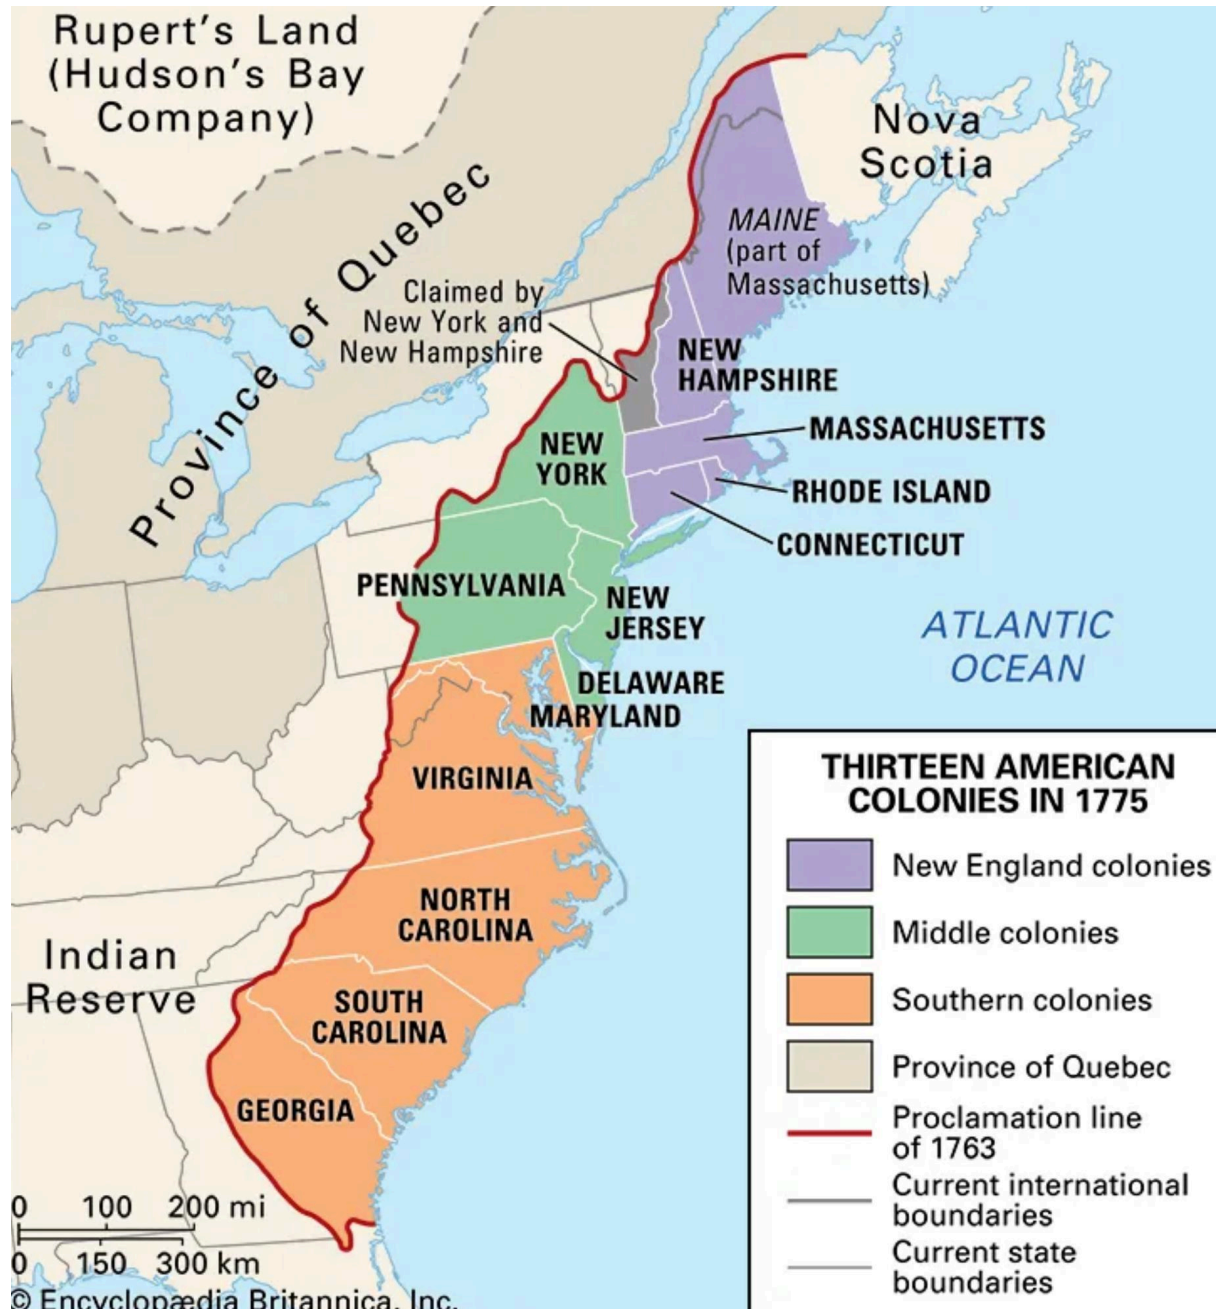 Rupert's Land
(Hudson's Bay
Company)
Nova
Scotia
Province of Quebec
MAINE
(part of
Massachusetts)
Claimed by
New York and
New Hampshire
NEW
HAMPSHIRE
MASSACHUSETTS
NEW
YORK
RHODE ISLAND
CONNECTICUT
PENNSYLVANIA
NEW
JERSEY
ATLANTIC
OCEAN
DELAWARE
MARYLAND
VIRGINIA
NORTH
CAROLINA
Indian
Reserve
SOUTH
CAROLINA
GEORGIA
THIRTEEN AMERICAN
COLONIES IN 1775
New England colonies
Middle colonies
Southern colonies
Province of Quebec
Proclamation line
of 1763
Current international
boundaries
Current state
boundaries
0 100 200 mi
0 150 300 km
© Encyclopædia Britannica, Inc.